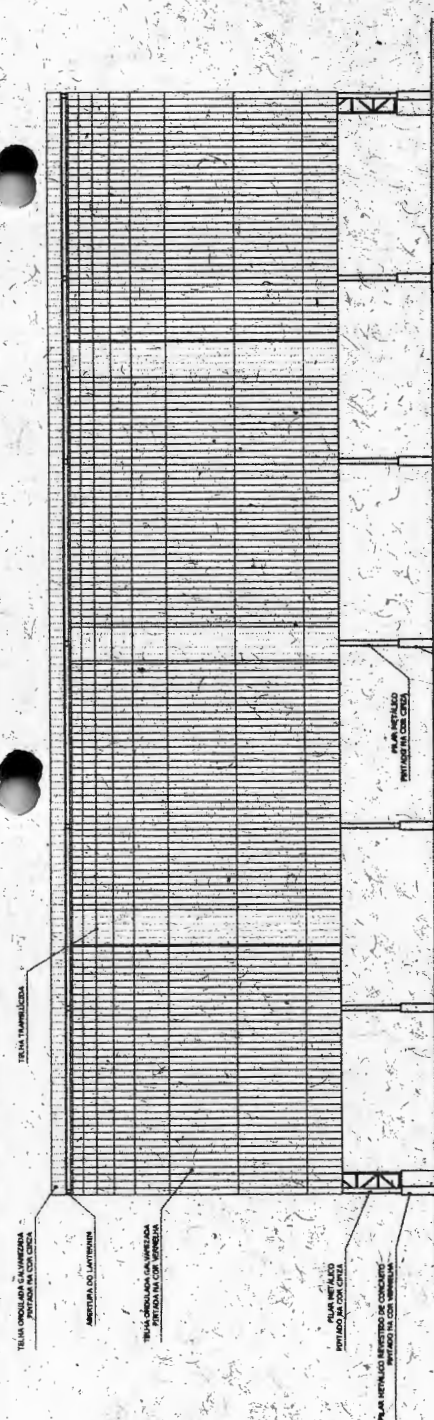 TELHA ONDULADA GALVANIZADA
PINTADA NA COR CINZA
TELHA TRANSLÚCIDA
ABERTURA DO LANTERNIM
TELHA ONDULADA GALVANIZADA
PINTADA NA COR VERMELHA
PILAR METÁLICO
PINTADO NA COR CINZA
PILAR METÁLICO
PINTADO NA COR CINZA
PILAR METÁLICO REVESTIDO DE CONCRETO
PINTADO NA COR VERMELHA